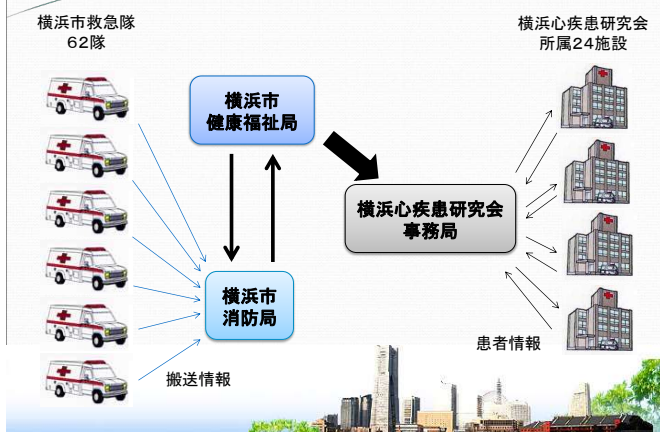 横浜市救急隊
62隊
横浜心疾患研究会
所属24施設
横浜市
健康福祉局
横浜心疾患研究会
事務局
横浜市
消防局
搬送情報
患者情報